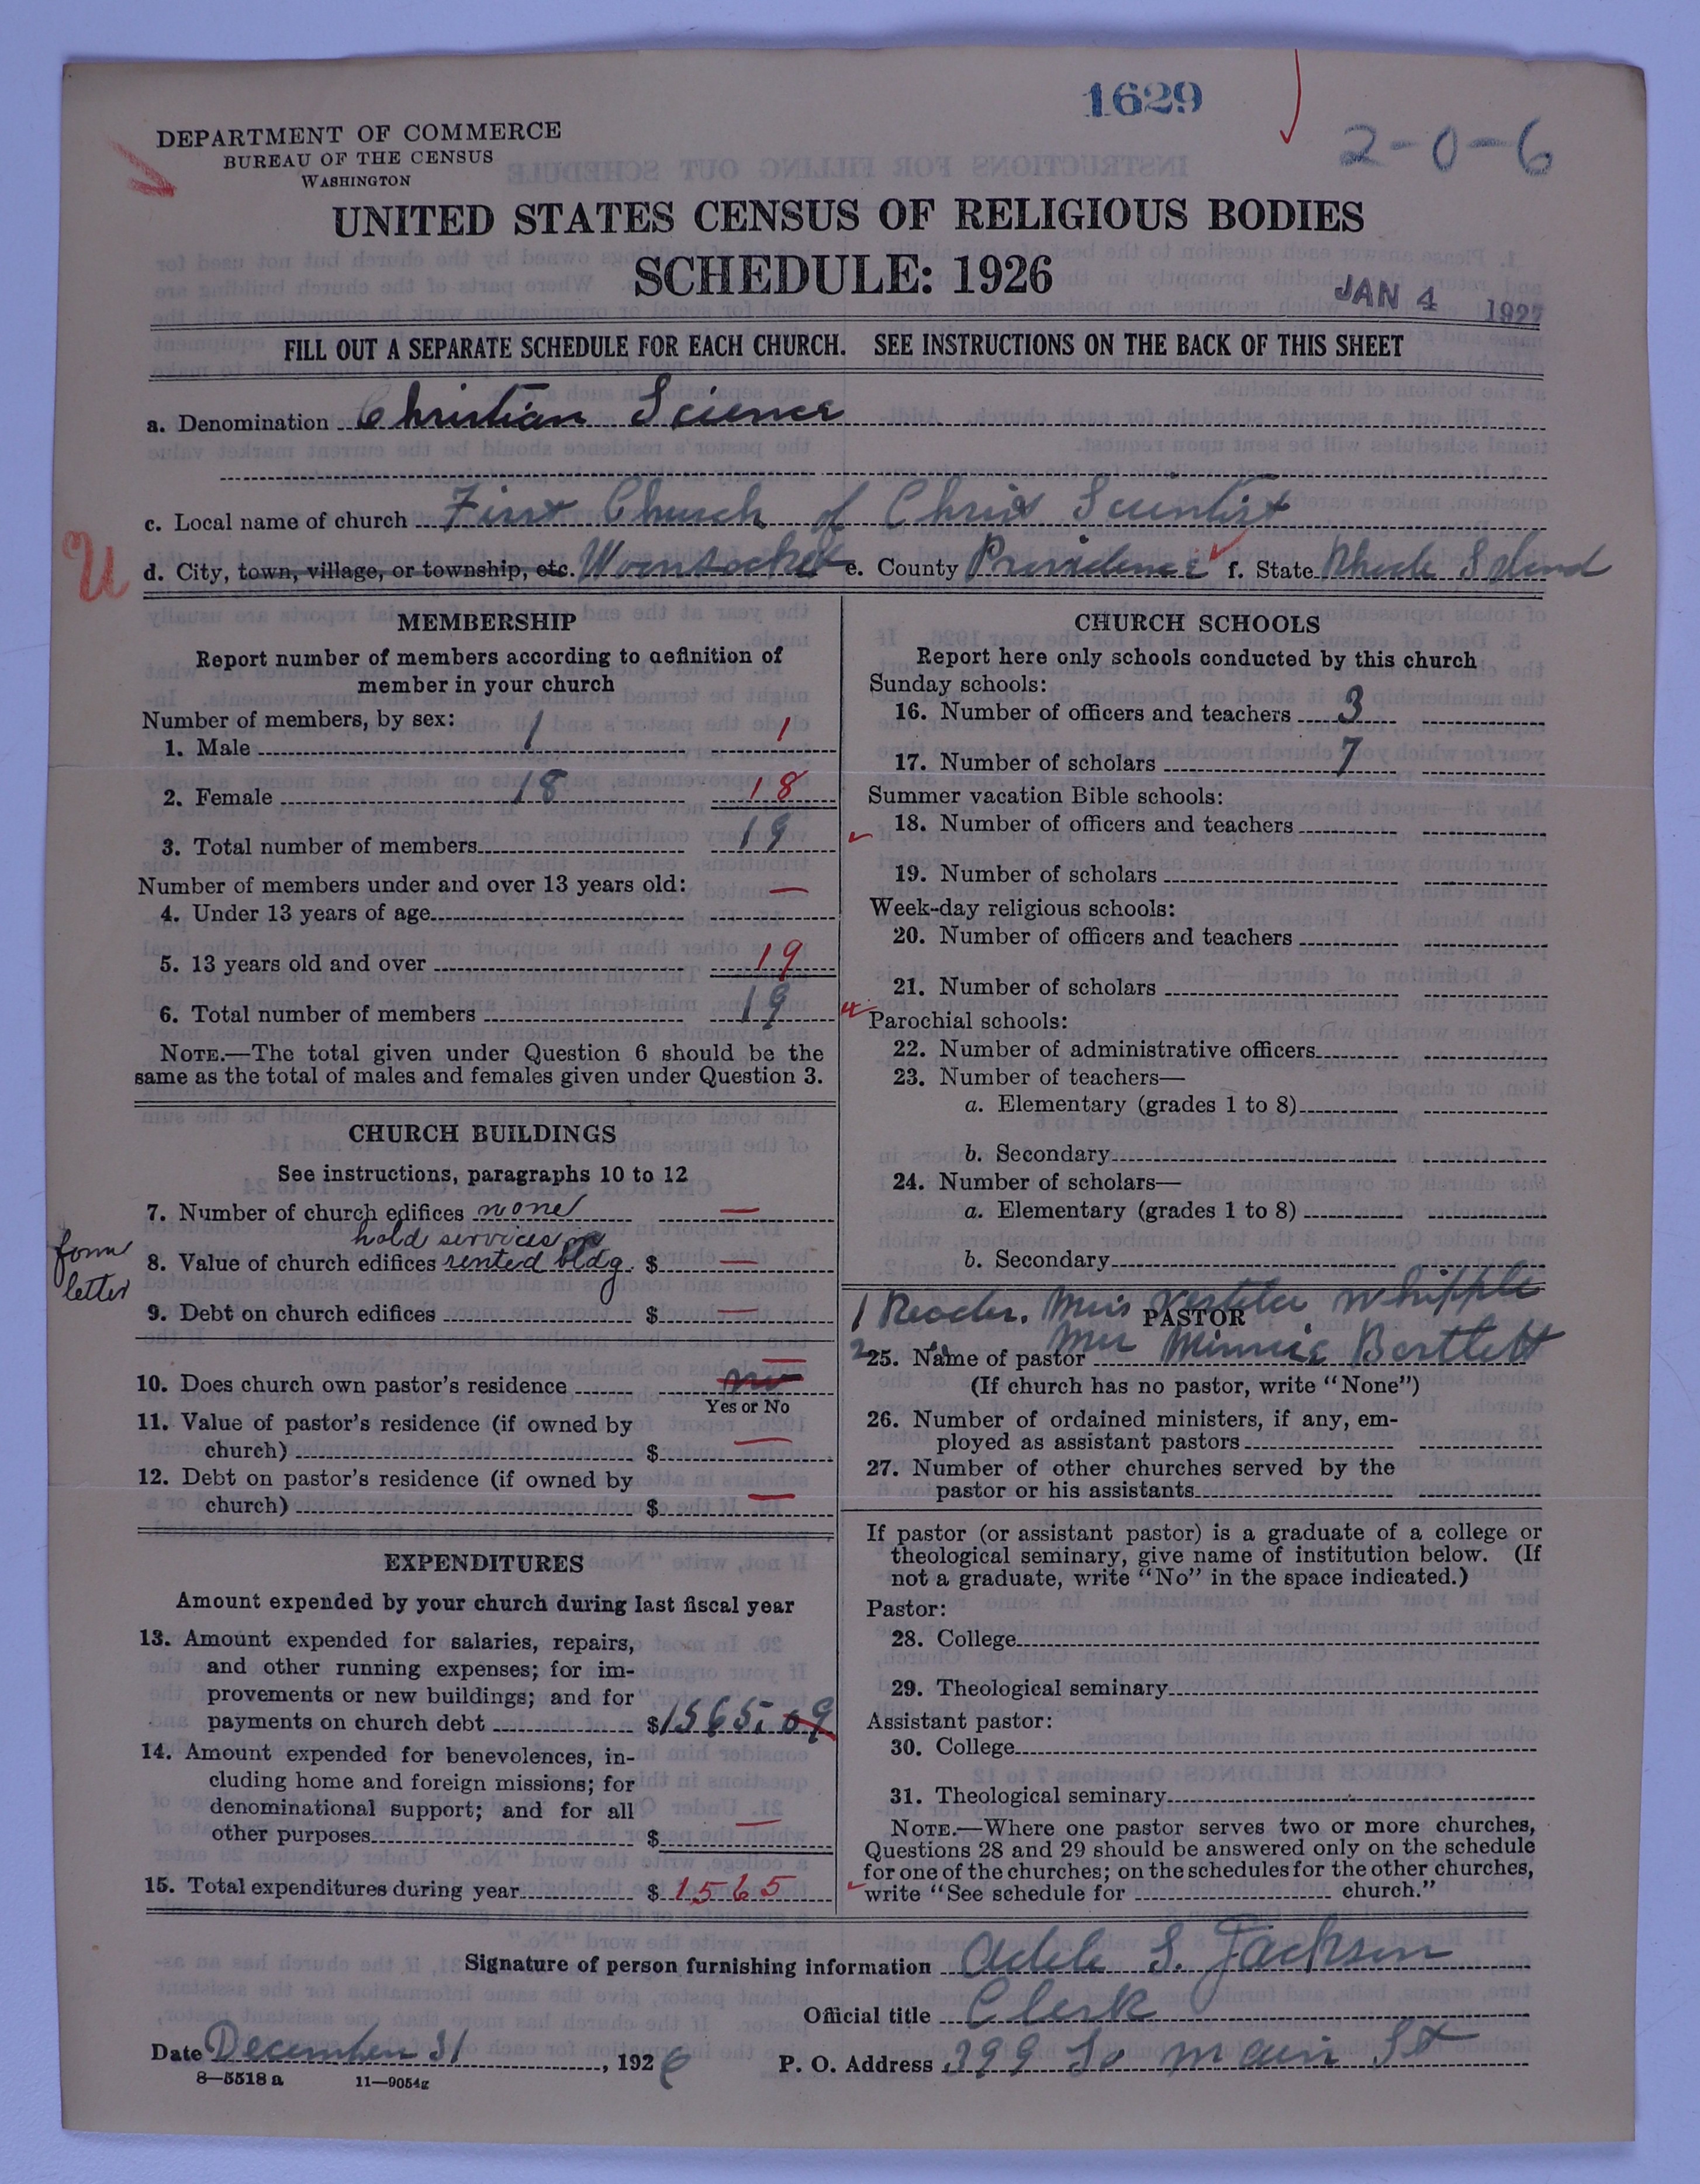 1629
2-0-6
DEPARTMENT OF COMMERCE
BUREAU OF THE CENSUS
WASHINGTON
UNITED STATES CENSUS OF RELIGIOUS BODIES
SCHEDULE: 1926
JAN 4 1927
FILL OUT A SEPARATE SCHEDULE FOR EACH CHURCH. SEE INSTRUCTIONS ON THE BACK OF THIS SHEET
a. Denomination Christian Science
c. Local name of church First Church of Christ Scientist
U
d. City, town, village, or township, etc. Woonsocket e. County Providence f. State Rhode Island
MEMBERSHIP
Report number of members according to definition of
member in your church
Number of members, by sex:
1. Male 1 1
2. Female 18 18
3. Total number of members 19
Number of members under and over 13 years old:
4. Under 13 years of age —
5. 13 years old and over 19
6. Total number of members 19
NOTE.—The total given under Question 6 should be the
same as the total of males and females given under Question 3.
CHURCH BUILDINGS
See instructions, paragraphs 10 to 12
7. Number of church edifices none —
hold services in
form letter
8. Value of church edifices rented bldg. $ —
9. Debt on church edifices $ —
10. Does church own pastor's residence no —
Yes or No
11. Value of pastor's residence (if owned by
church) $ —
12. Debt on pastor's residence (if owned by
church) $ —
EXPENDITURES
Amount expended by your church during last fiscal year
13. Amount expended for salaries, repairs,
and other running expenses; for im-
provements or new buildings; and for
payments on church debt $1565.09
14. Amount expended for benevolences, in-
cluding home and foreign missions; for
denominational support; and for all
other purposes $ —
15. Total expenditures during year $ 1565
CHURCH SCHOOLS
Report here only schools conducted by this church
Sunday schools:
16. Number of officers and teachers 3
17. Number of scholars 7
Summer vacation Bible schools:
18. Number of officers and teachers
19. Number of scholars
Week-day religious schools:
20. Number of officers and teachers
21. Number of scholars
Parochial schools:
22. Number of administrative officers
23. Number of teachers—
a. Elementary (grades 1 to 8)
b. Secondary
24. Number of scholars—
a. Elementary (grades 1 to 8)
b. Secondary
1 Reader. Whipple
PASTOR
2 Minnie Bartlett
25. Name of pastor
(If church has no pastor, write "None")
26. Number of ordained ministers, if any, em-
ployed as assistant pastors
27. Number of other churches served by the
pastor or his assistants
If pastor (or assistant pastor) is a graduate of a college or
theological seminary, give name of institution below. (If
not a graduate, write "No" in the space indicated.)
Pastor:
28. College
29. Theological seminary
Assistant pastor:
30. College
31. Theological seminary
NOTE.—Where one pastor serves two or more churches,
Questions 28 and 29 should be answered only on the schedule
for one of the churches; on the schedules for the other churches,
write "See schedule for church."
Signature of person furnishing information Adele S. Jackson
Official title Clerk
Date December 31, 1926 P. O. Address 399 So Main St
8—5518 a 11—9054g